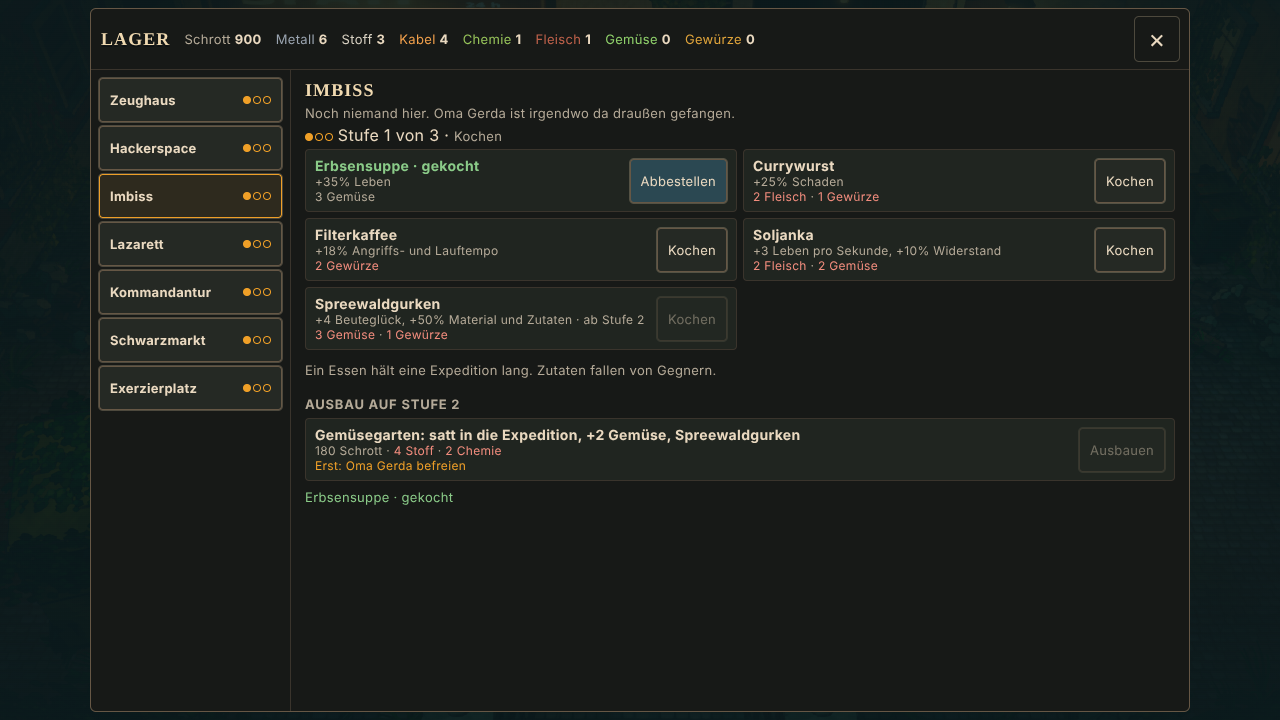 LAGER Schrott 900 Metall 6 Stoff 3 Kabel 4 Chemie 1 Fleisch 1 Gemüse 0 Gewürze 0 ✕
Zeughaus
Hackerspace
Imbiss
Lazarett
Kommandantur
Schwarzmarkt
Exerzierplatz
IMBISS
Noch niemand hier. Oma Gerda ist irgendwo da draußen gefangen.
Stufe 1 von 3 · Kochen
Erbsensuppe · gekocht
+35% Leben
3 Gemüse
Abbestellen
Currywurst
+25% Schaden
2 Fleisch · 1 Gewürze
Kochen
Filterkaffee
+18% Angriffs- und Lauftempo
2 Gewürze
Kochen
Soljanka
+3 Leben pro Sekunde, +10% Widerstand
2 Fleisch · 2 Gemüse
Kochen
Spreewaldgurken
+4 Beuteglück, +50% Material und Zutaten · ab Stufe 2
3 Gemüse · 1 Gewürze
Kochen
Ein Essen hält eine Expedition lang. Zutaten fallen von Gegnern.
AUSBAU AUF STUFE 2
Gemüsegarten: satt in die Expedition, +2 Gemüse, Spreewaldgurken
180 Schrott · 4 Stoff · 2 Chemie
Erst: Oma Gerda befreien
Ausbauen
Erbsensuppe · gekocht